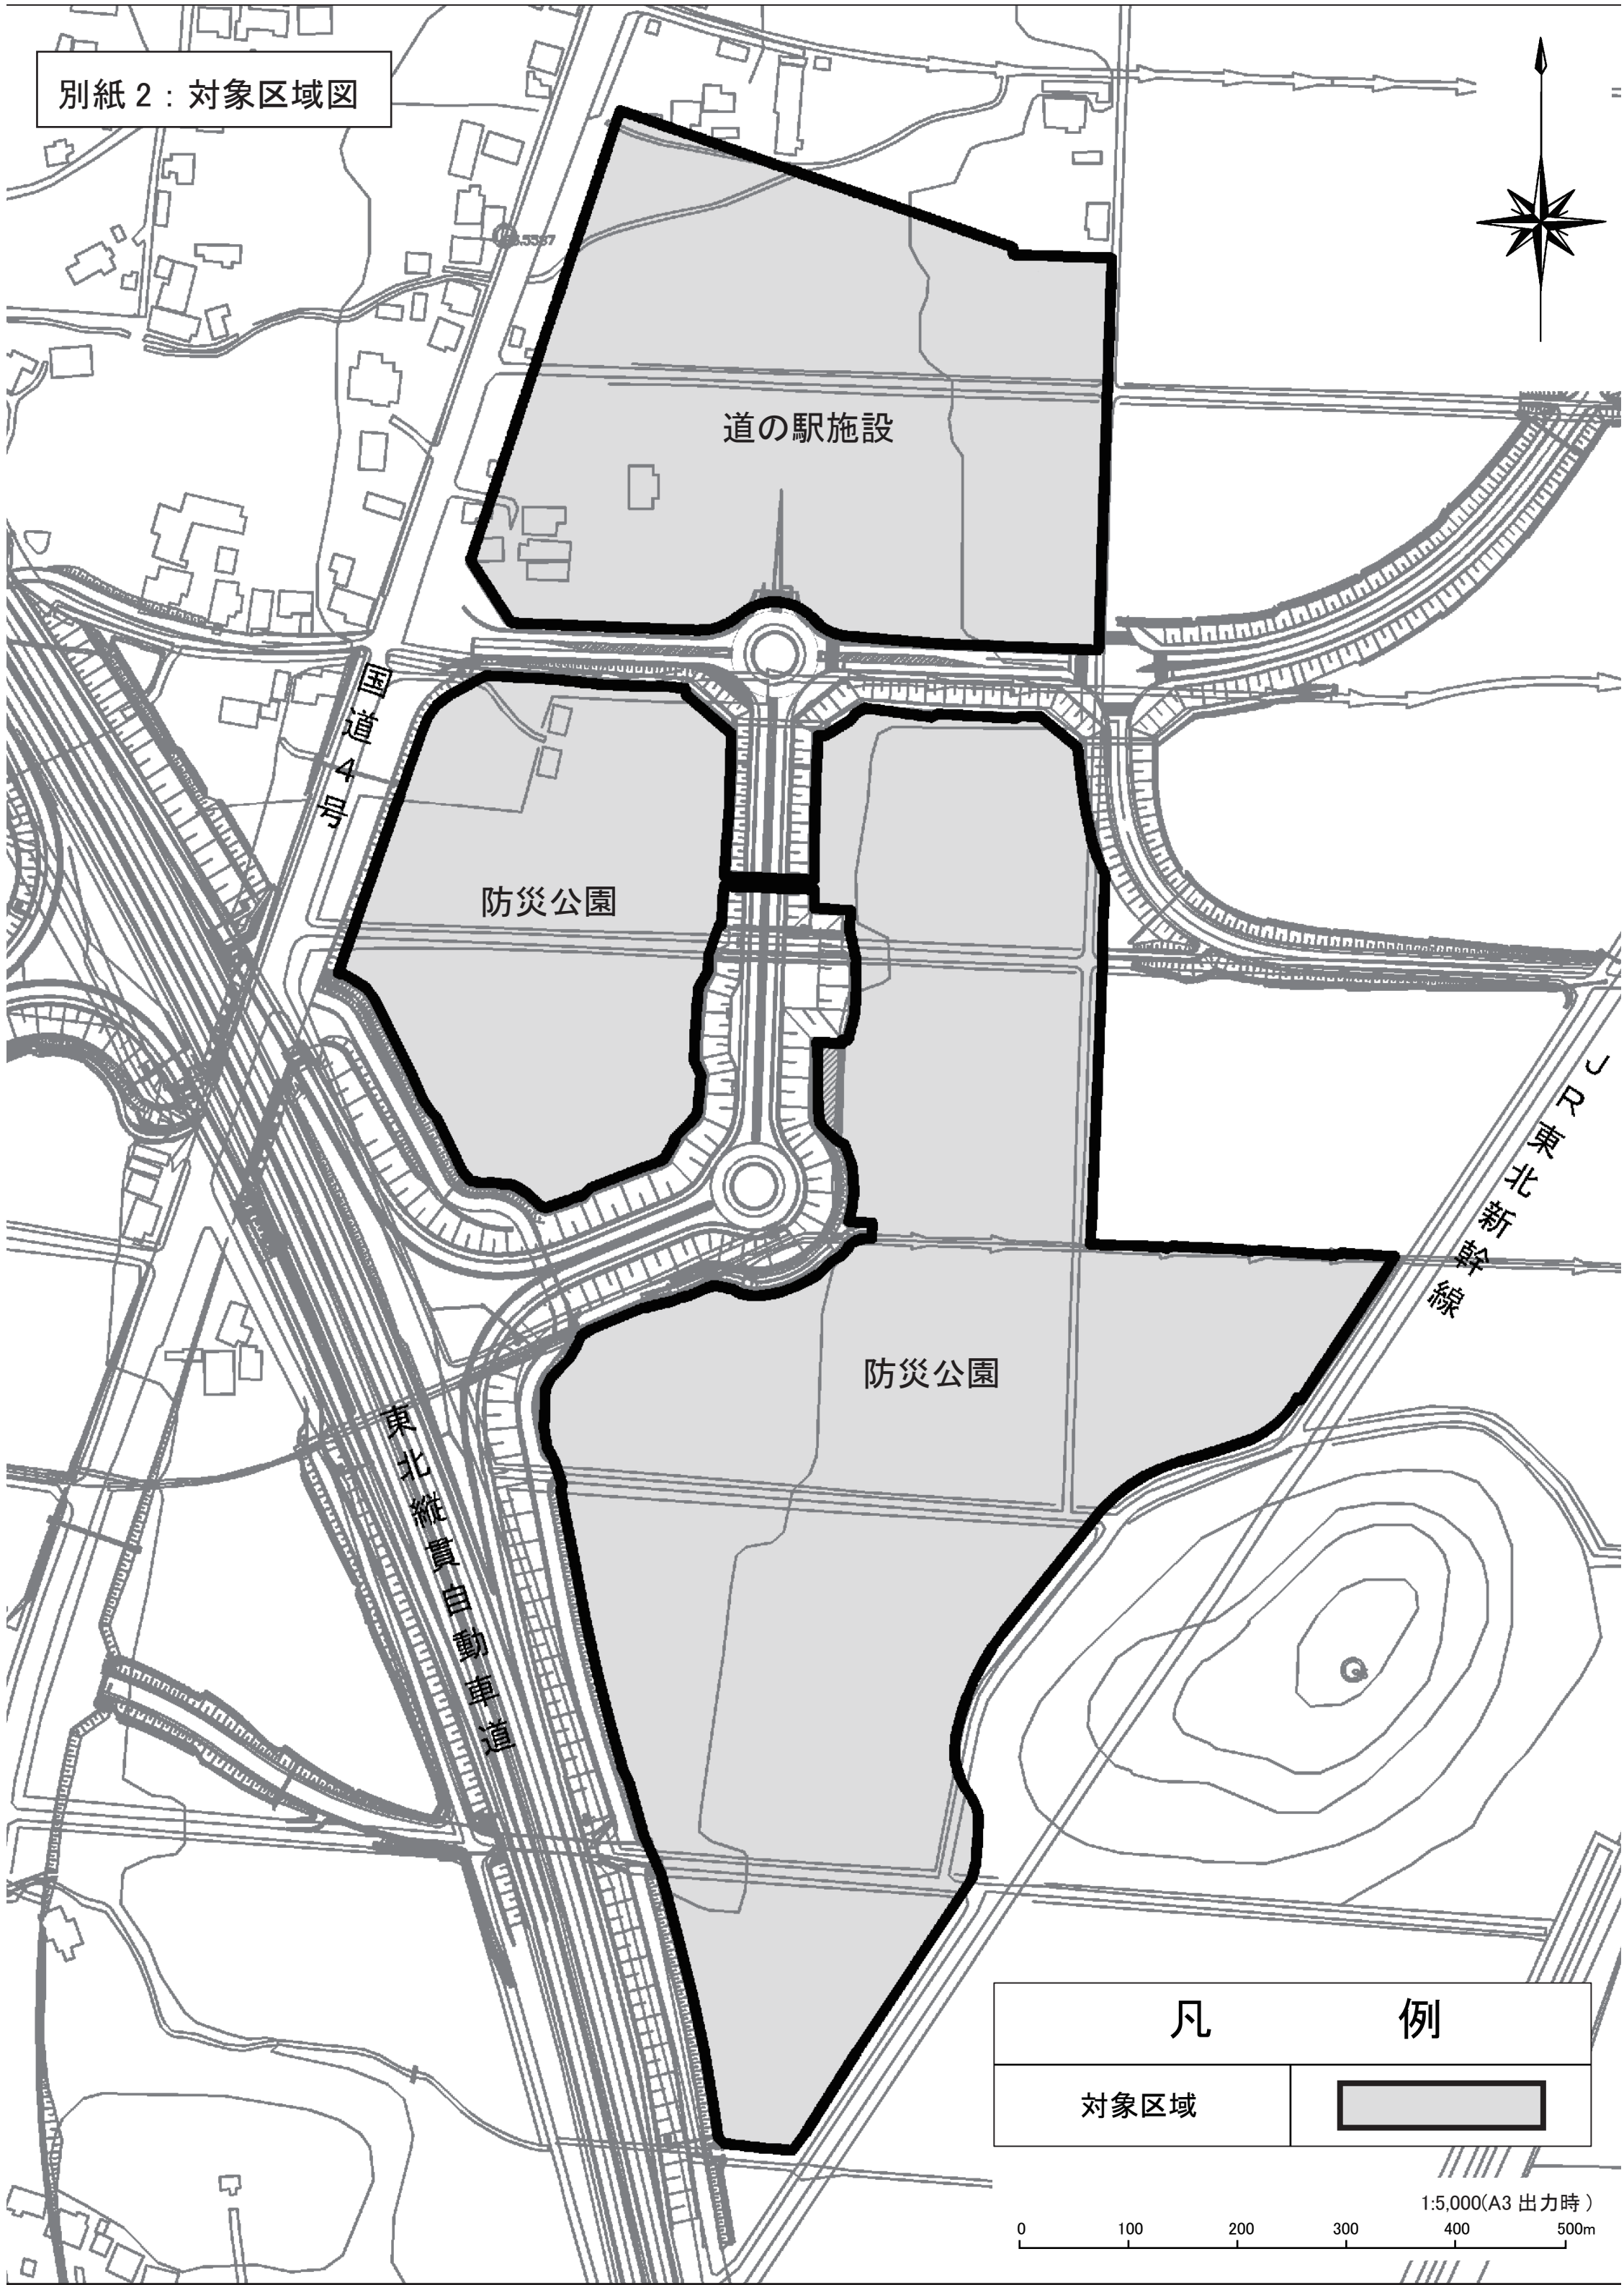 別紙2：対象区域図
道の駅施設
国道4号
防災公園
JR東北新幹線
防災公園
東北縦貫自動車道
凡例
対象区域
1:5,000(A3 出力時)
0 100 200 300 400 500m